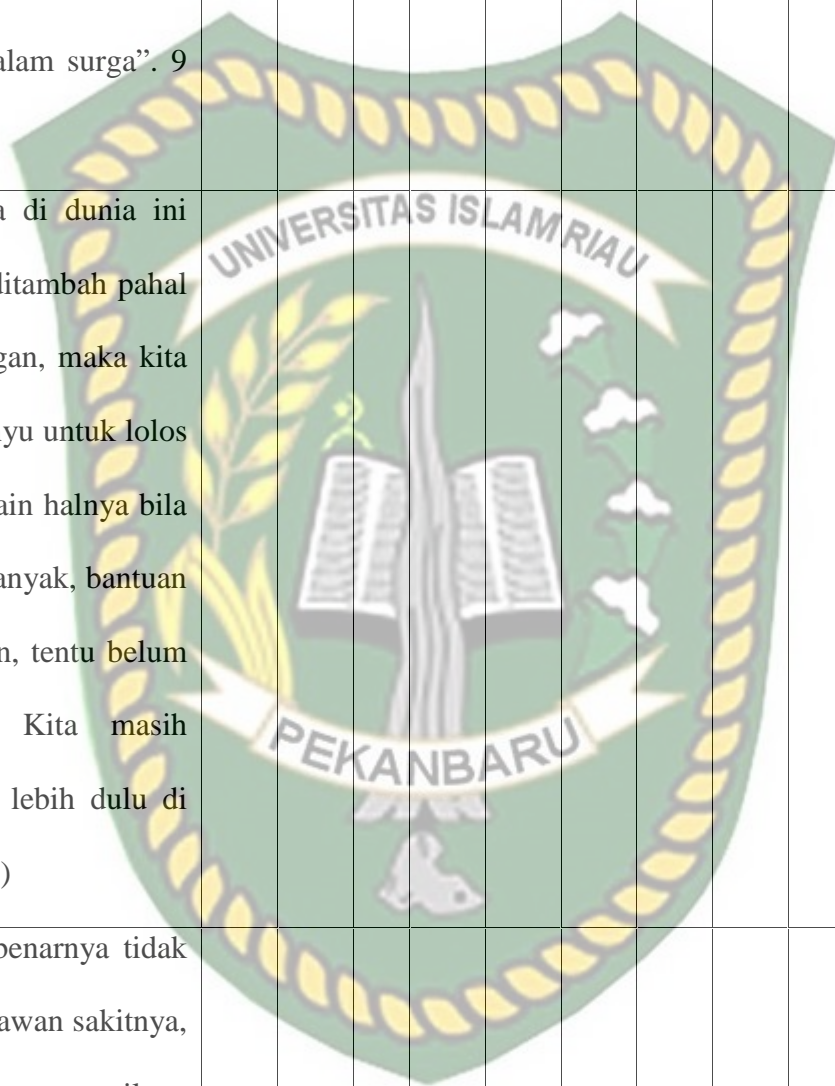 alam surga”. 9
a di dunia ini
ditambah pahal
gan, maka kita
yu untuk lolos
ain halnya bila
anyak, bantuan
n, tentu belum
Kita masih
lebih dulu di
)
penarnya tidak
awan sakitnya,
UNIVERSITAS ISLAM RIAU
PEKANBARU